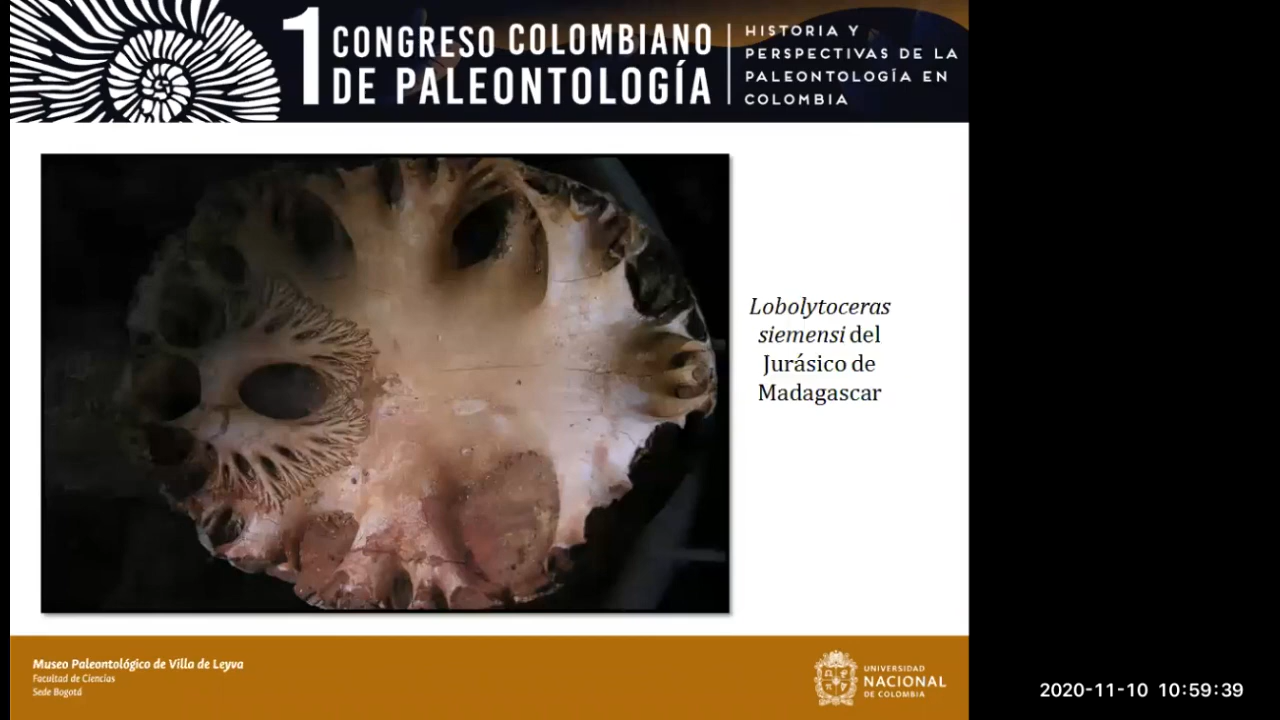 1 CONGRESO COLOMBIANO
DE PALEONTOLOGÍA
HISTORIA Y
PERSPECTIVAS DE LA
PALEONTOLOGÍA EN
COLOMBIA
Lobolytoceras
siemensi del
Jurásico de
Madagascar
Museo Paleontológico de Villa de Leyva
Facultad de Ciencias
Sede Bogotá
UNIVERSIDAD
NACIONAL
DE COLOMBIA
2020-11-10 10:59:39